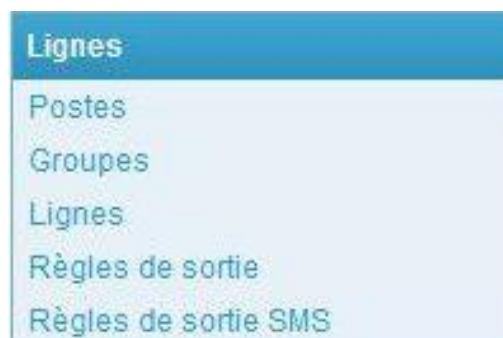 Lignes
Postes
Groupes
Lignes
Règles de sortie
Règles de sortie SMS